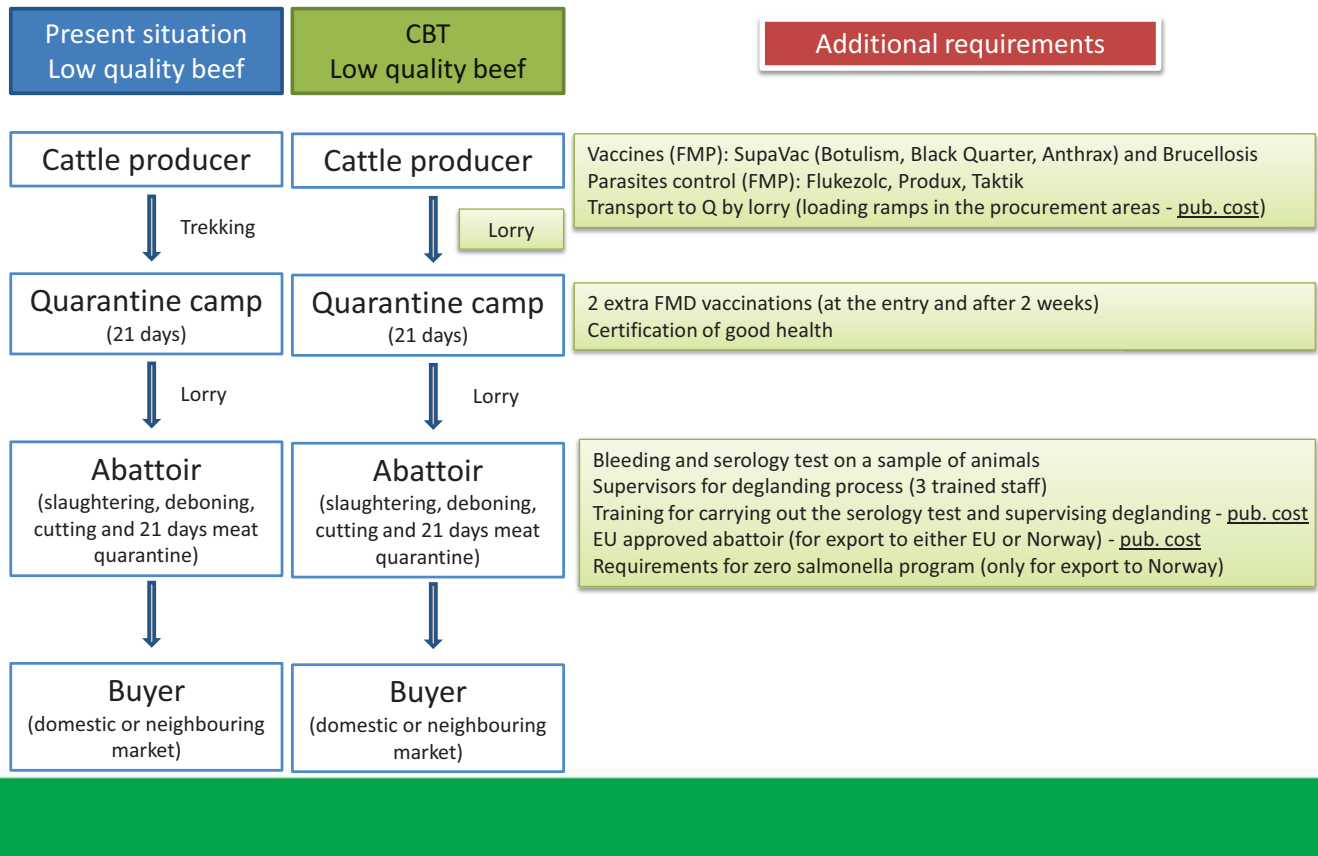 Present situation
Low quality beef
CBT
Low quality beef
Additional requirements
Cattle producer
Cattle producer
Vaccines (FMP): SupaVac (Botulism, Black Quarter, Anthrax) and Brucellosis
Parasites control (FMP): Flukezolc, Produx, Taktik
Transport to Q by lorry (loading ramps in the procurement areas - pub. cost)
Trekking
Lorry
Quarantine camp
(21 days)
Quarantine camp
(21 days)
2 extra FMD vaccinations (at the entry and after 2 weeks)
Certification of good health
Lorry
Lorry
Abattoir
(slaughtering, deboning,
cutting and 21 days meat
quarantine)
Abattoir
(slaughtering, deboning,
cutting and 21 days meat
quarantine)
Bleeding and serology test on a sample of animals
Supervisors for deglanding process (3 trained staff)
Training for carrying out the serology test and supervising deglanding - pub. cost
EU approved abattoir (for export to either EU or Norway) - pub. cost
Requirements for zero salmonella program (only for export to Norway)
Buyer
(domestic or neighbouring
market)
Buyer
(domestic or neighbouring
market)